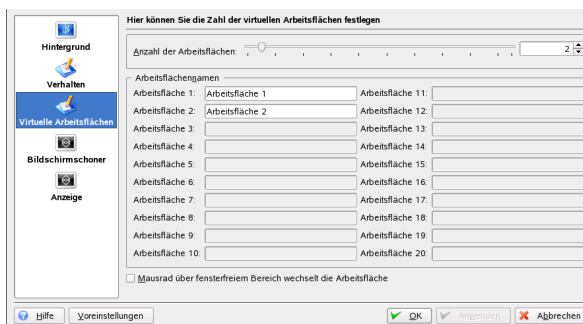 Hier können Sie die Zahl der virtuellen Arbeitsflächen festlegen
Hintergrund
Verhalten
Virtuelle Arbeitsflächen
Bildschirmschoner
Anzeige
Anzahl der Arbeitsflächen: 2
Arbeitsflächennamen
Arbeitsfläche 1: Arbeitsfläche 1 Arbeitsfläche 11:
Arbeitsfläche 2: Arbeitsfläche 2 Arbeitsfläche 12:
Arbeitsfläche 3: Arbeitsfläche 13:
Arbeitsfläche 4: Arbeitsfläche 14:
Arbeitsfläche 5: Arbeitsfläche 15:
Arbeitsfläche 6: Arbeitsfläche 16:
Arbeitsfläche 7: Arbeitsfläche 17:
Arbeitsfläche 8: Arbeitsfläche 18:
Arbeitsfläche 9: Arbeitsfläche 19:
Arbeitsfläche 10: Arbeitsfläche 20:
Mausrad über fensterfreiem Bereich wechselt die Arbeitsfläche
Hilfe Voreinstellungen OK Anwenden Abbrechen